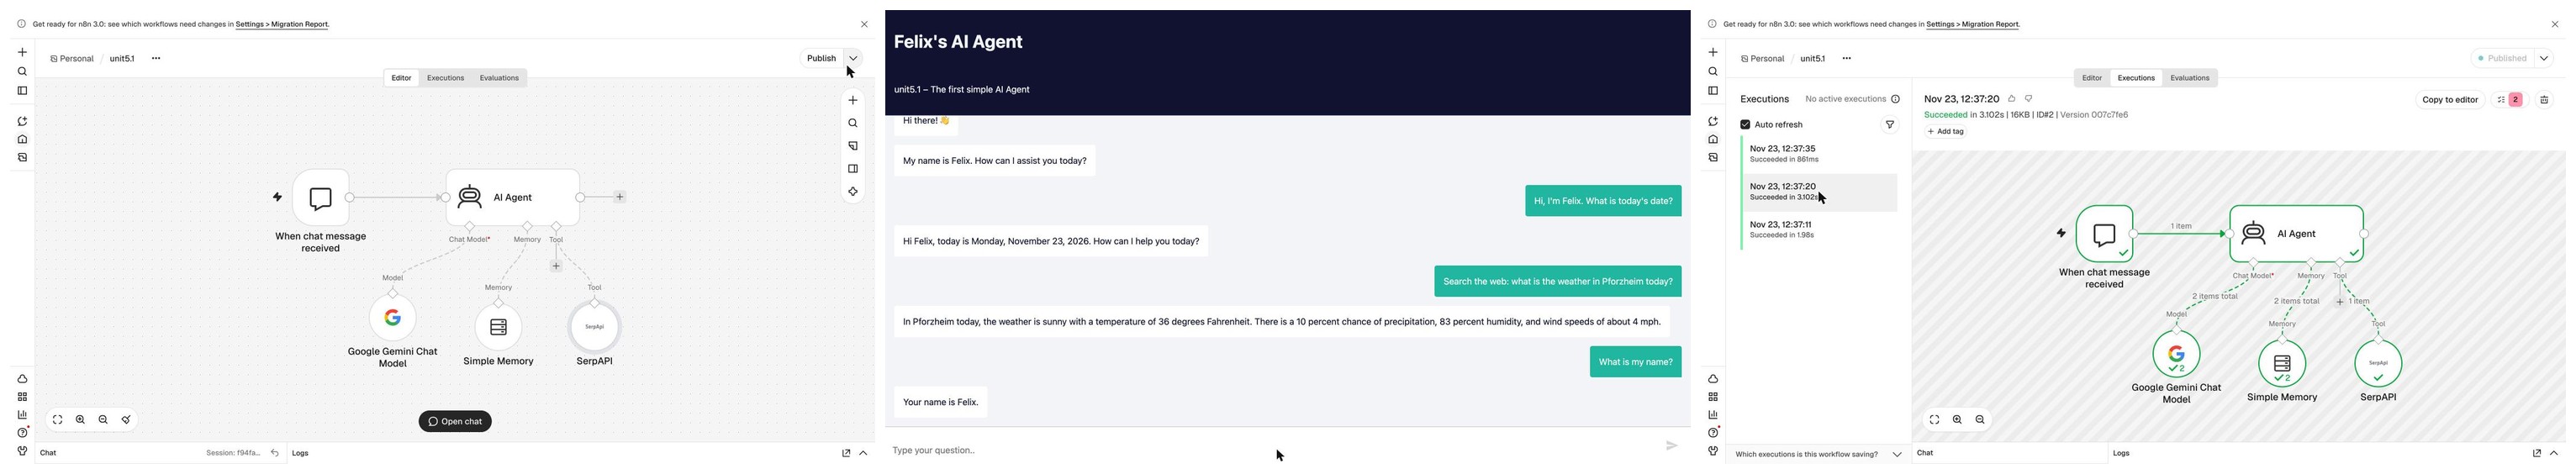 Get ready for n8n 3.0: see which workflows need changes in Settings > Migration Report.
Personal / unit5.1
Publish
Editor
Executions
Evaluations
When chat message
received
AI Agent
Chat Model*
Memory
Tool
Model
Memory
Tool
SerpApi
Google Gemini Chat
Model
Simple Memory
SerpAPI
Open chat
Chat
Session: f94fa...
Logs
Felix's AI Agent
unit5.1 – The first simple AI Agent
Hi there! 👋
My name is Felix. How can I assist you today?
Hi, I'm Felix. What is today's date?
Hi Felix, today is Monday, November 23, 2026. How can I help you today?
Search the web: what is the weather in Pforzheim today?
In Pforzheim today, the weather is sunny with a temperature of 36 degrees Fahrenheit. There is a 10 percent chance of precipitation, 83 percent humidity, and wind speeds of about 4 mph.
What is my name?
Your name is Felix.
Type your question..
Get ready for n8n 3.0: see which workflows need changes in Settings > Migration Report.
Personal / unit5.1
Published
Editor
Executions
Evaluations
Executions
No active executions
Auto refresh
Nov 23, 12:37:35
Succeeded in 861ms
Nov 23, 12:37:20
Succeeded in 3.102s
Nov 23, 12:37:11
Succeeded in 1.98s
Which executions is this workflow saving?
Nov 23, 12:37:20
Succeeded in 3.102s | 16KB | ID#2 | Version 007c7fe6
+ Add tag
Copy to editor
2
1 item
When chat message
received
AI Agent
Chat Model*
Memory
Tool
2 items total
2 items total
1 item
Model
Memory
Tool
2
2
SerpApi
Google Gemini Chat
Model
Simple Memory
SerpAPI
Chat
Logs